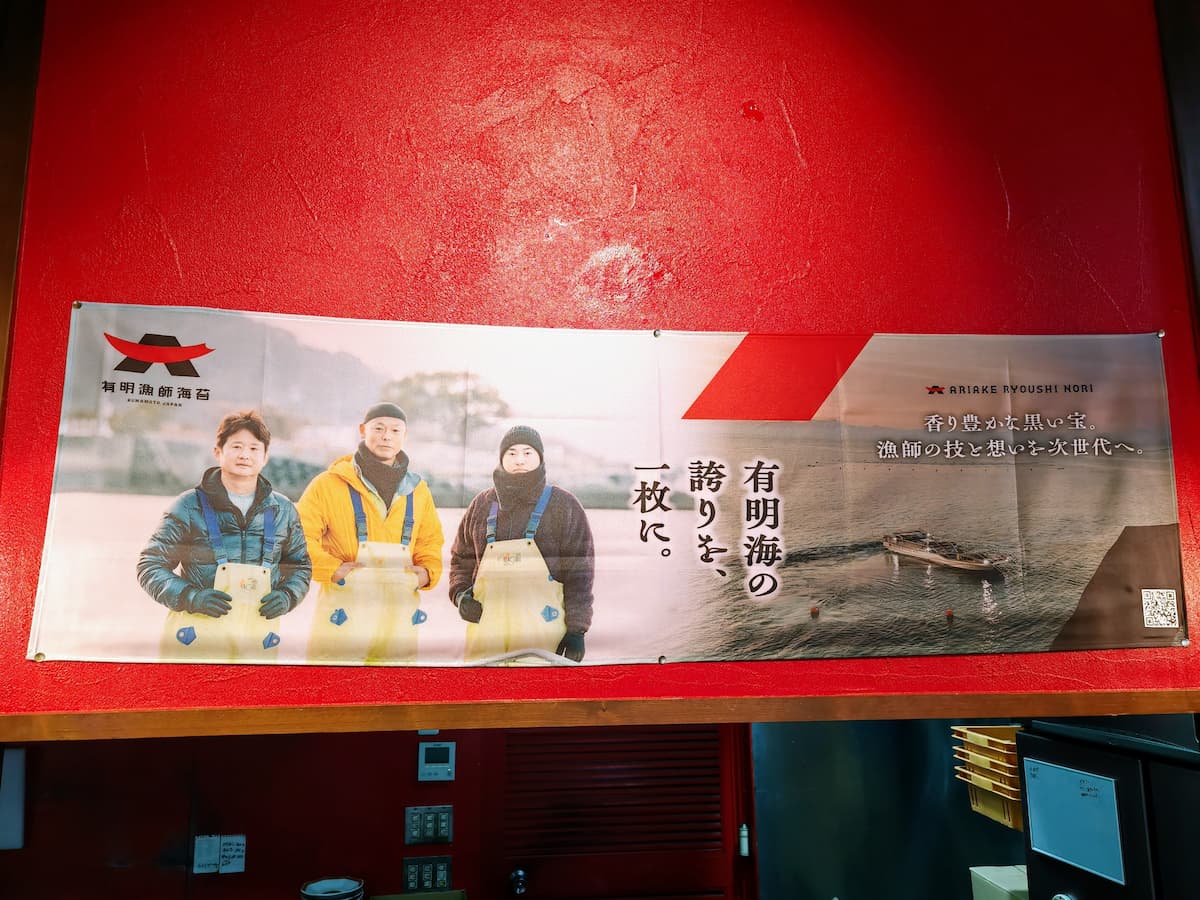 有明漁師海苔
KUMAMOTO, JAPAN
有明海の
誇りを、
一枚に。
ARIAKE RYOUSHI NORI
香り豊かな黒い宝。
漁師の技と想いを次世代へ。